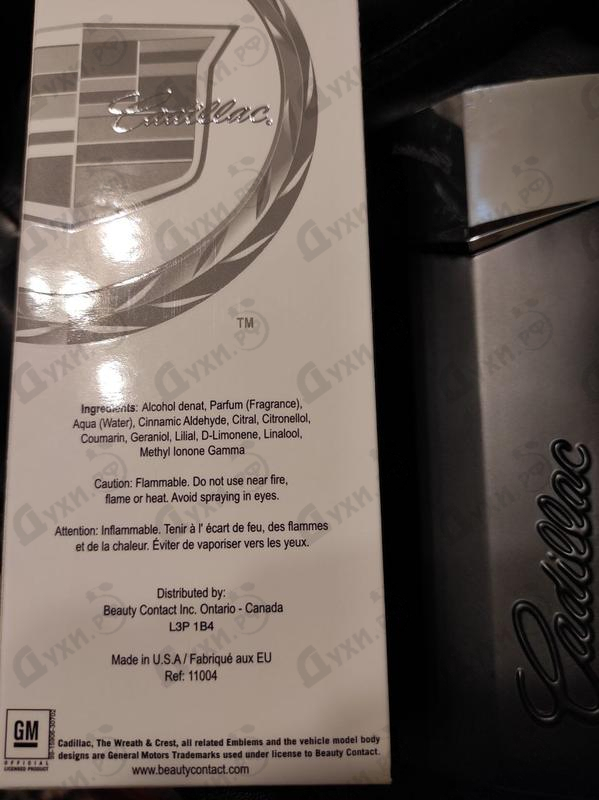 Cadillac.
TM
Ingredients: Alcohol denat, Parfum (Fragrance),
Aqua (Water), Cinnamic Aldehyde, Citral, Citronellol,
Coumarin, Geraniol, Lilial, D-Limonene, Linalool,
Methyl Ionone Gamma
Caution: Flammable. Do not use near fire,
flame or heat. Avoid spraying in eyes.
Attention: Inflammable. Tenir à l' écart de feu, des flammes
et de la chaleur. Éviter de vaporiser vers les yeux.
Distributed by:
Beauty Contact Inc. Ontario - Canada
L3P 1B4
Made in U.S.A / Fabriqué aux EU
Ref: 11004
GM
OFFICIAL
LICENSED PRODUCT
Cadillac, The Wreath & Crest, all related Emblems and the vehicle model body
designs are General Motors Trademarks used under license to Beauty Contact.
www.beautycontact.com
Cadillac
Духи.рф